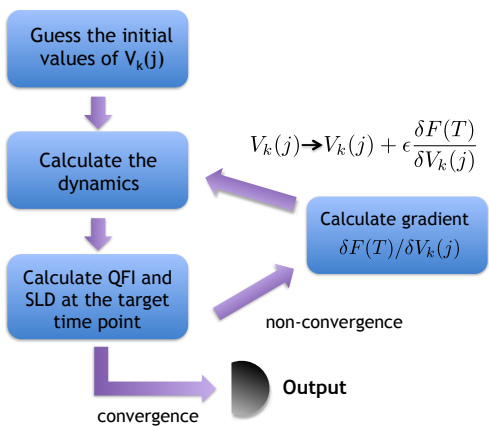 Guess the initial
values of V_k(j)
V_k(j)→V_k(j) + ϵ δF(T)/δV_k(j)
Calculate the
dynamics
Calculate gradient
δF(T)/δV_k(j)
Calculate QFI and
SLD at the target
time point
non-convergence
Output
convergence